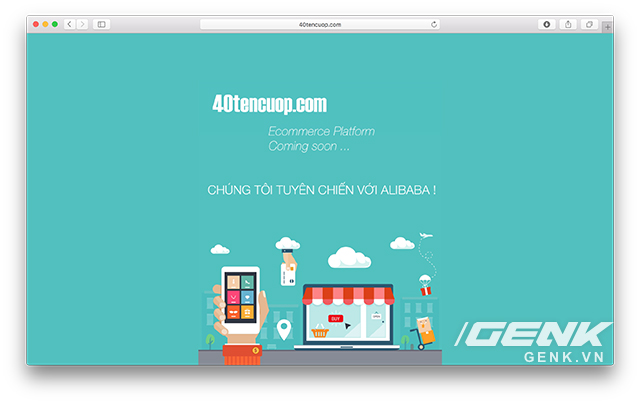 40tencuop.com
40tencuop.com
Ecommerce Platform
Coming soon ...
CHÚNG TÔI TUYÊN CHIẾN VỚI ALIBABA !
BUY
GENK
GENK.VN